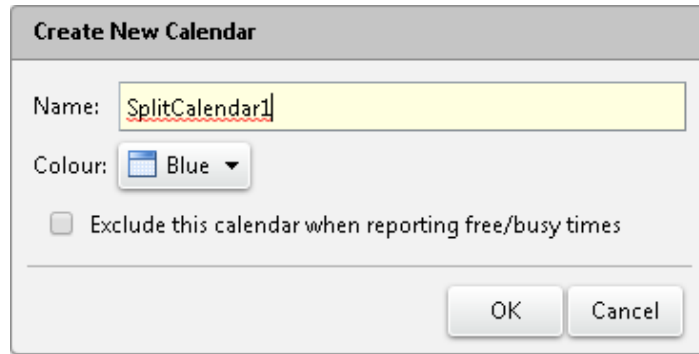 Create New Calendar
Name: SplitCalendar1
Colour: Blue
Exclude this calendar when reporting free/busy times
OK Cancel